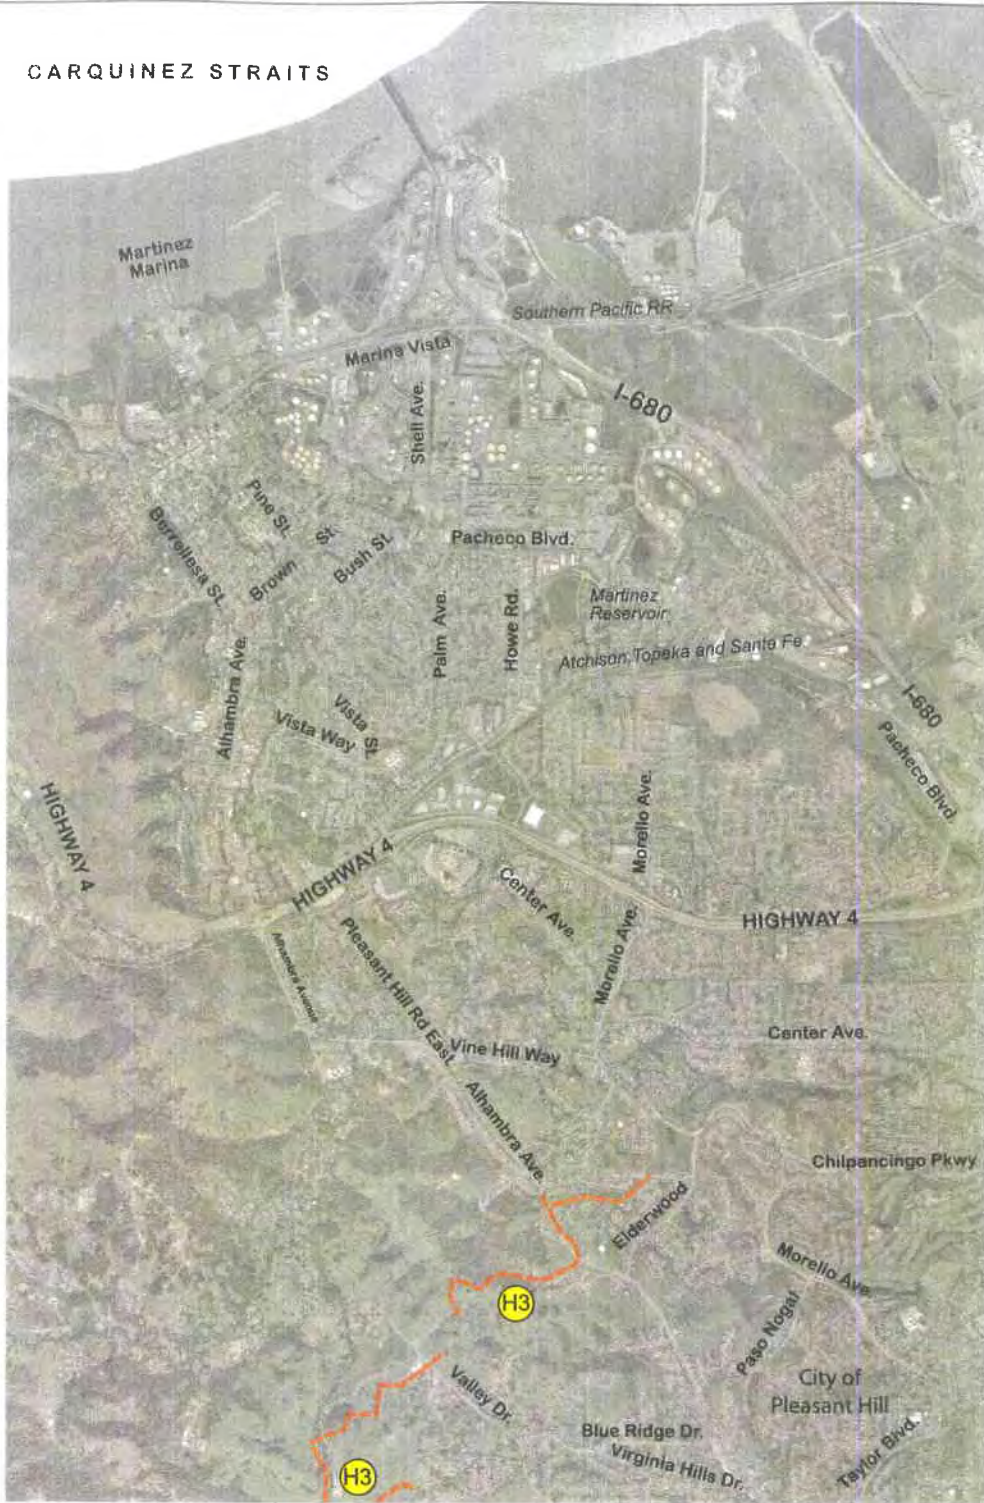 CARQUINEZ STRAITS
Martinez
Marina
Southern Pacific RR
Marina Vista
Shell Ave.
I-680
Pine St.
Berrellesa St.
Brown St.
Bush St.
Pacheco Blvd.
Martinez
Reservoir
Palm Ave.
Howe Rd.
Atchison, Topeka and Santa Fe
Alhambra Ave.
Vista St.
Vista Way
I-680
Pacheco Blvd.
HIGHWAY 4
Morello Ave.
HIGHWAY 4
Center Ave.
HIGHWAY 4
Morello Ave.
Alhambra Avenue
Pleasant Hill Rd East
Center Ave.
Vine Hill Way
Alhambra Ave.
Chilpancingo Pkwy
Elderwood
Morello Ave.
H3
Paso Nogal
City of
Pleasant Hill
Valley Dr.
Blue Ridge Dr.
Virginia Hills Dr.
Taylor Blvd.
H3